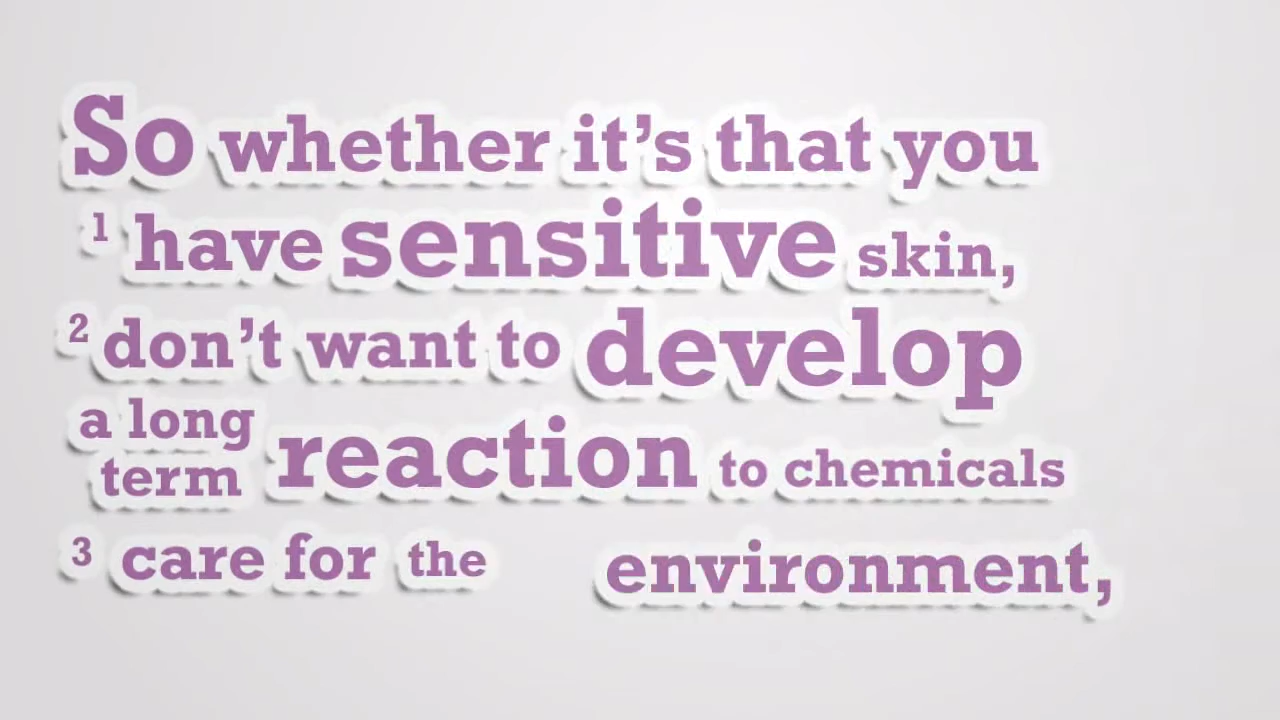 So whether it’s that you
1 have sensitive skin,
2 don’t want to develop
a long
term reaction to chemicals
3 care for the environment,